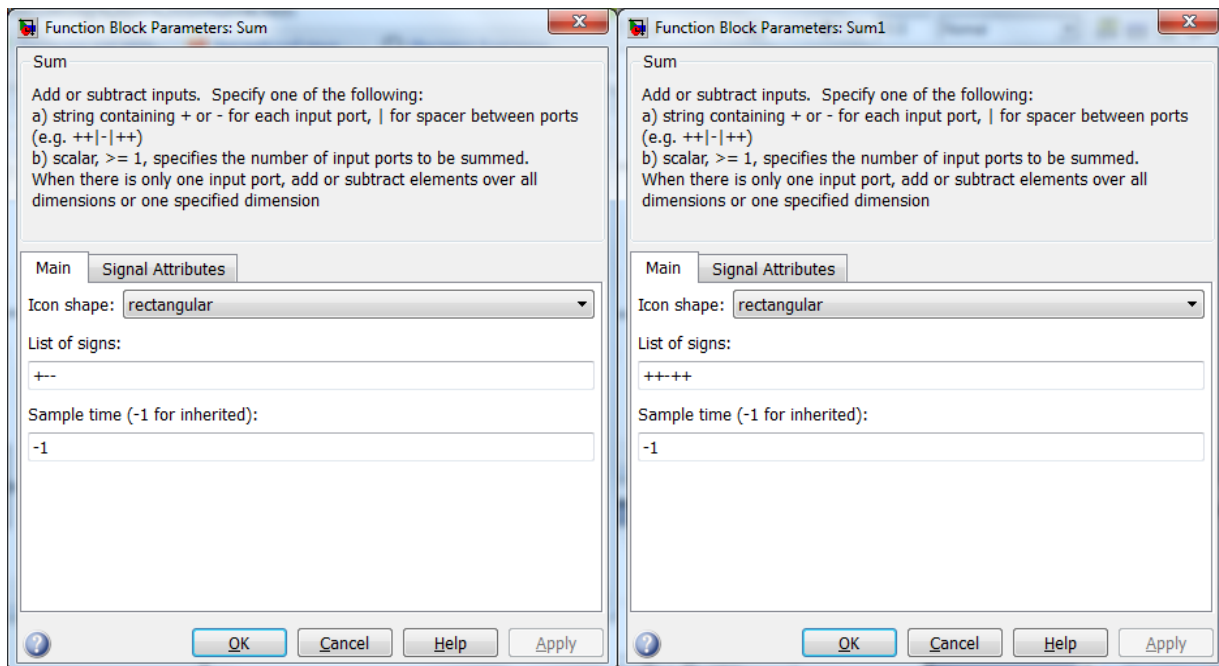 Function Block Parameters: Sum
Sum
Add or subtract inputs.  Specify one of the following:
a) string containing + or - for each input port, | for spacer between ports
(e.g. ++|-|++)
b) scalar, >= 1, specifies the number of input ports to be summed.
When there is only one input port, add or subtract elements over all
dimensions or one specified dimension
Main
Signal Attributes
Icon shape: rectangular
List of signs:
+--
Sample time (-1 for inherited):
-1
OK
Cancel
Help
Apply
Function Block Parameters: Sum1
Sum
Add or subtract inputs.  Specify one of the following:
a) string containing + or - for each input port, | for spacer between ports
(e.g. ++|-|++)
b) scalar, >= 1, specifies the number of input ports to be summed.
When there is only one input port, add or subtract elements over all
dimensions or one specified dimension
Main
Signal Attributes
Icon shape: rectangular
List of signs:
++-++
Sample time (-1 for inherited):
-1
OK
Cancel
Help
Apply